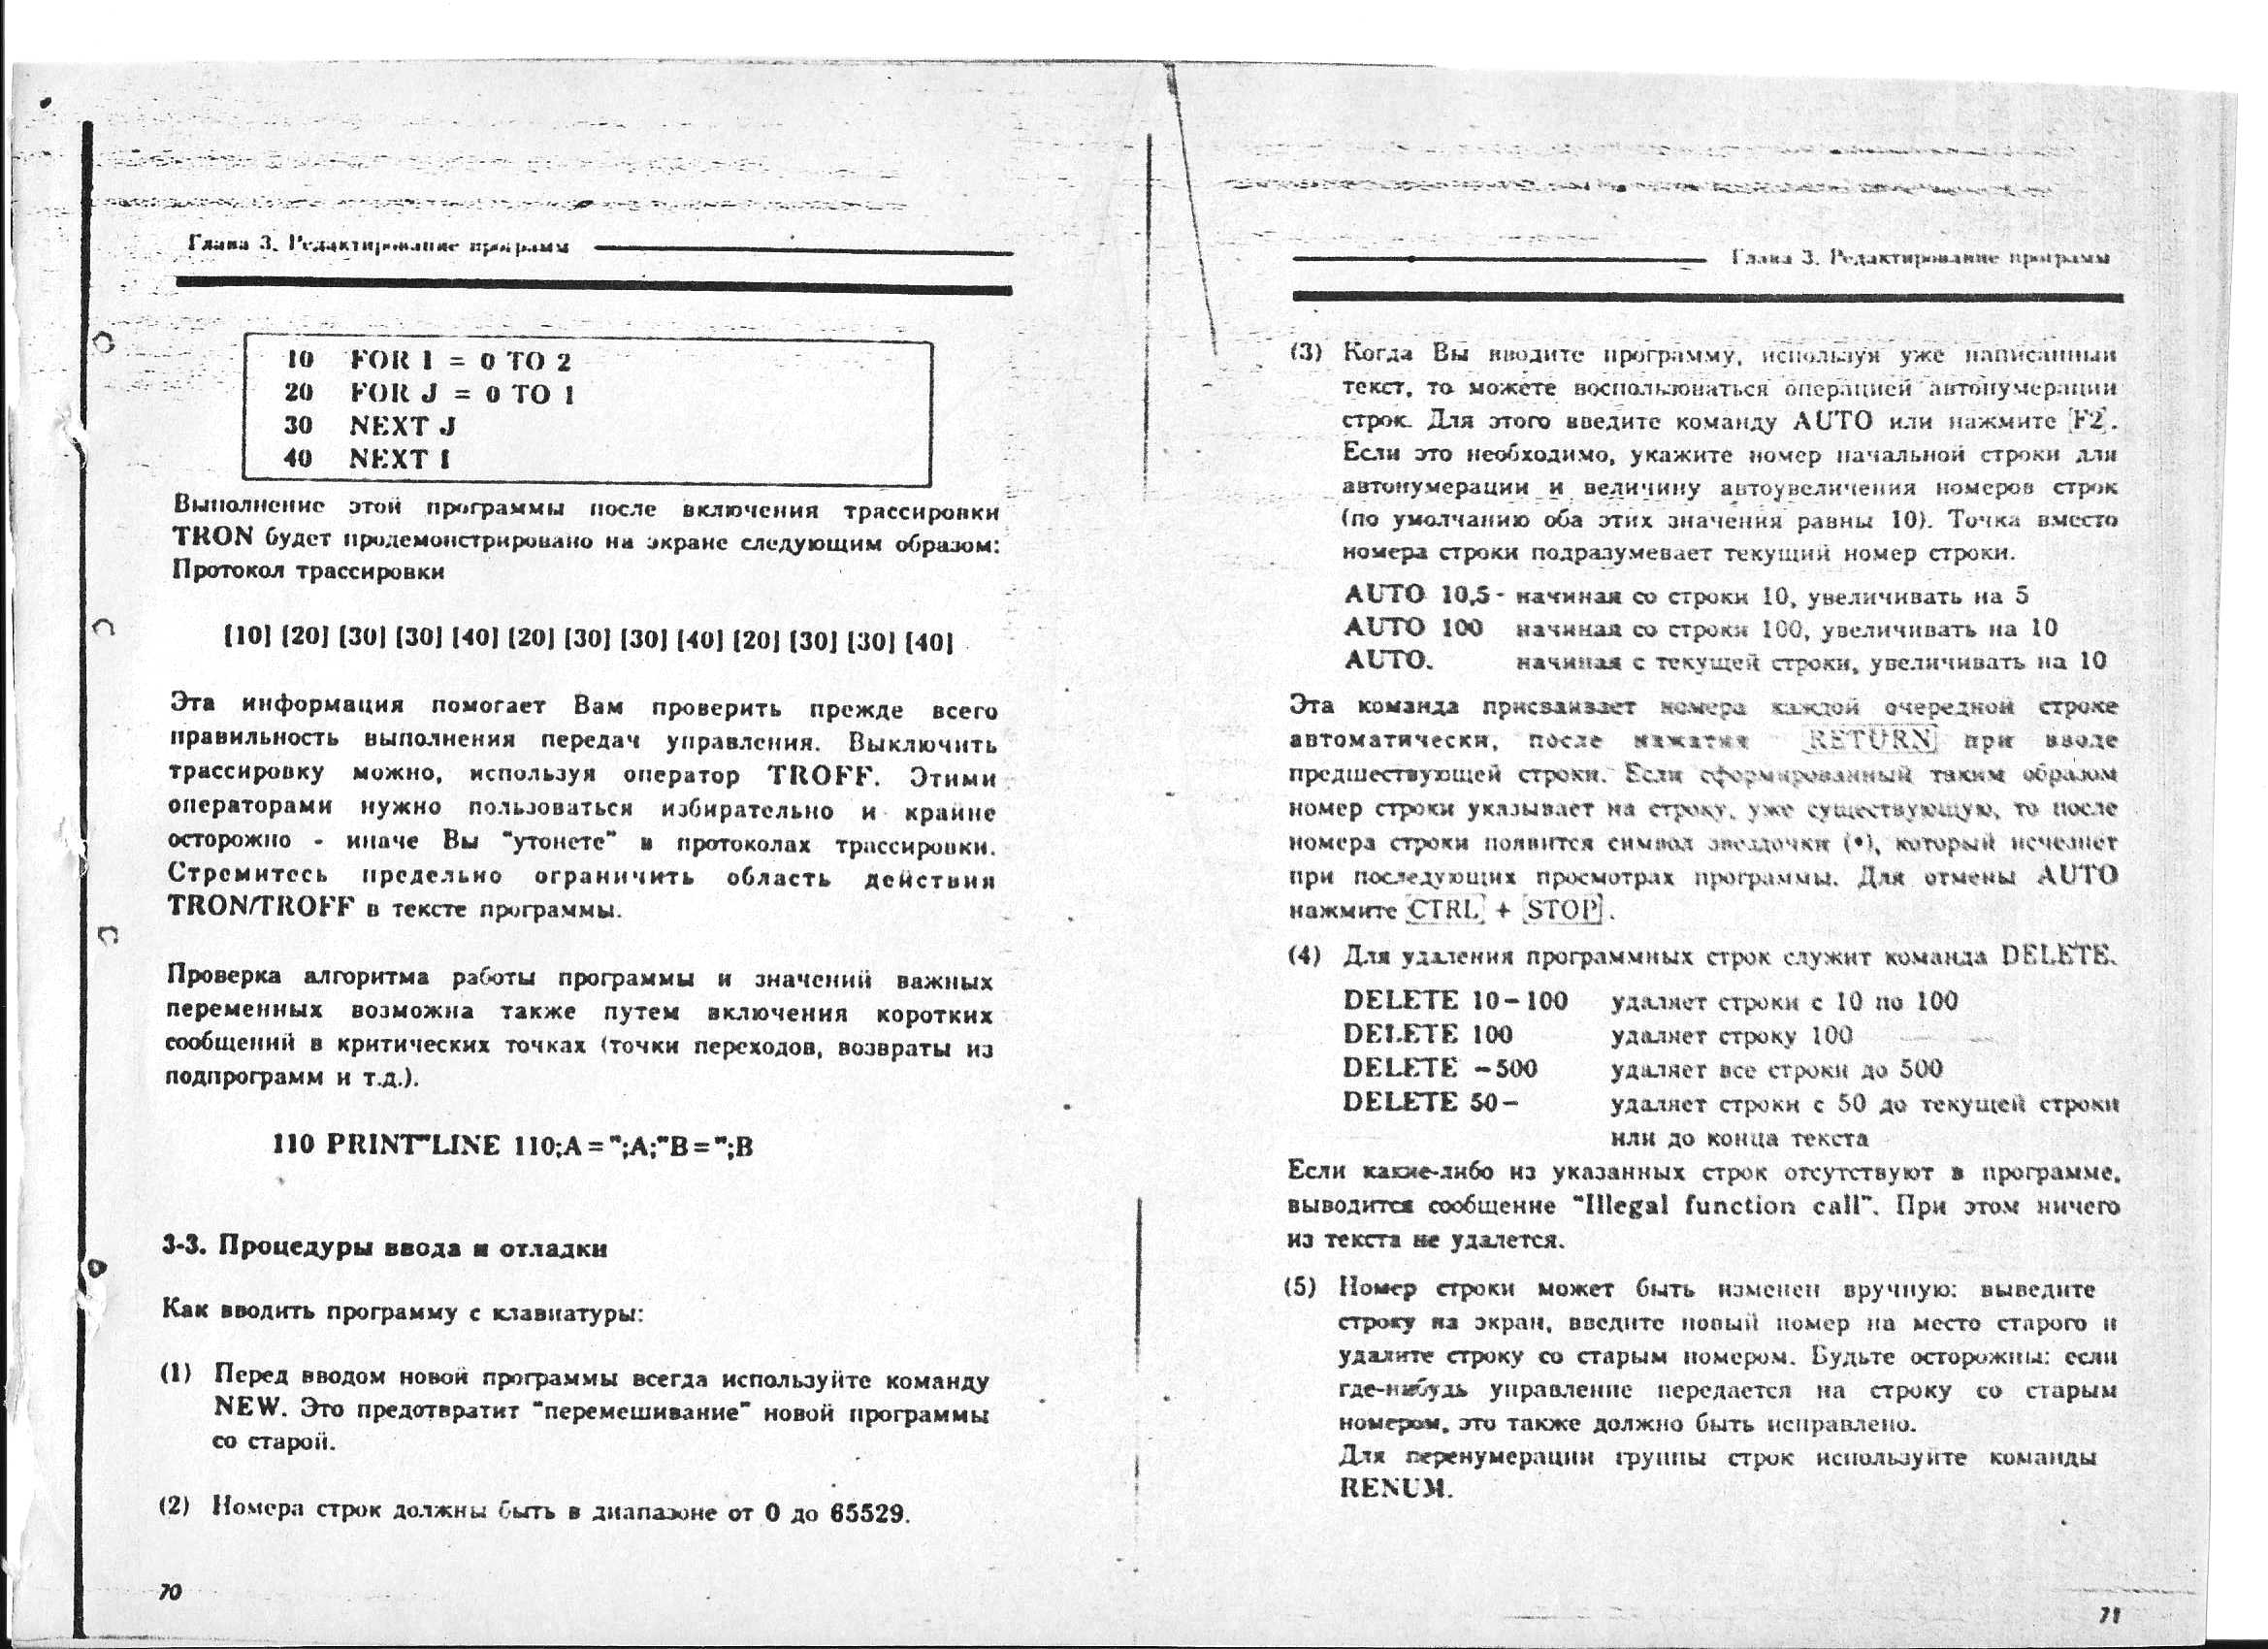 Глава 3. Редактирование программ
10 FOR I = 0 TO 2
20 FOR J = 0 TO 1
30 NEXT J
40 NEXT I
Выполнение этой программы после включения трассировки
TRON будет продемонстрировано на экране следующим образом:
Протокол трассировки
[10] [20] [30] [30] [40] [20] [30] [30] [40] [20] [30] [30] [40]
Эта информация помогает Вам проверить прежде всего
правильность выполнения передач управления. Выключить
трассировку можно, используя оператор TROFF. Этими
операторами нужно пользоваться избирательно и крайне
осторожно - иначе Вы "утонете" в протоколах трассировки.
Стремитесь предельно ограничить область действия
TRON/TROFF в тексте программы.
Проверка алгоритма работы программы и значений важных
переменных возможна также путем включения коротких
сообщений в критических точках (точки переходов, возвраты из
подпрограмм и т.д.).
110 PRINT"LINE 110;A=";A;"B=";B
3-3. Процедуры ввода и отладки
Как вводить программу с клавиатуры:
(1) Перед вводом новой программы всегда используйте команду
NEW. Это предотвратит "перемешивание" новой программы
со старой.
(2) Номера строк должны быть в диапазоне от 0 до 65529.
70
Глава 3. Редактирование программ
(3) Когда Вы вводите программу, используя уже написанный
текст, то можете воспользоваться операцией автонумерации
строк. Для этого введите команду AUTO или нажмите F2.
Если это необходимо, укажите номер начальной строки для
автонумерации и величину автоувеличения номеров строк
(по умолчанию оба этих значения равны 10). Точка вместо
номера строки подразумевает текущий номер строки.
AUTO 10,5 - начиная со строки 10, увеличивать на 5
AUTO 100 начиная со строки 100, увеличивать на 10
AUTO. начиная с текущей строки, увеличивать на 10
Эта команда присваивает номера каждой очередной строке
автоматически, после нажатия RETURN при вводе
предшествующей строки. Если сформированный таким образом
номер строки указывает на строку, уже существующую, то после
номера строки появится символ звездочки (*), который исчезнет
при последующих просмотрах программы. Для отмены AUTO
нажмите CTRL + STOP.
(4) Для удаления программных строк служит команда DELETE.
DELETE 10-100 удаляет строки с 10 по 100
DELETE 100 удаляет строку 100
DELETE -500 удаляет все строки до 500
DELETE 50- удаляет строки с 50 до текущей строки
или до конца текста
Если какие-либо из указанных строк отсутствуют в программе,
выводится сообщение "Illegal function call". При этом ничего
из текста не удалется.
(5) Номер строки может быть изменен вручную: выведите
строку на экран, введите новый номер на место старого и
удалите строку со старым номером. Будьте осторожны: если
где-нибудь управление передается на строку со старым
номером, это также должно быть исправлено.
Для перенумерации группы строк используйте команды
RENUM.
71